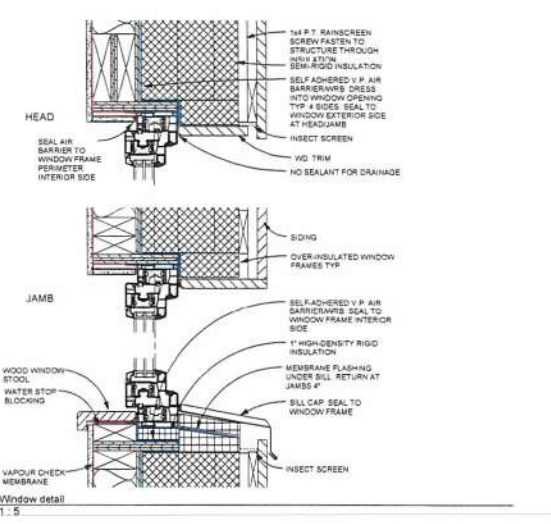 1x4 P.T. RAINSCREEN
SCREW FASTEN TO
STRUCTURE THROUGH
INSULATION
SEMI-RIGID INSULATION
SELF ADHERED V.P. AIR
BARRIER/WRB. DRESS
INTO WINDOW OPENING
TYP. 4 SIDES. SEAL TO
WINDOW EXTERIOR SIDE
AT HEAD/JAMB
HEAD
INSECT SCREEN
SEAL AIR
BARRIER TO
WINDOW FRAME
PERIMETER
INTERIOR SIDE
WD. TRIM
NO SEALANT FOR DRAINAGE
SIDING
OVER-INSULATED WINDOW
FRAMES TYP
JAMB
SELF-ADHERED V.P. AIR
BARRIER/WRB. SEAL TO
WINDOW FRAME INTERIOR
SIDE
1" HIGH-DENSITY RIGID
INSULATION
MEMBRANE FLASHING
UNDER SILL. RETURN AT
JAMBS 4"
WOOD WINDOW
STOOL
WATER STOP
BLOCKING
SILL CAP. SEAL TO
WINDOW FRAME
INSECT SCREEN
VAPOUR CHECK
MEMBRANE
Window detail
1 : 5